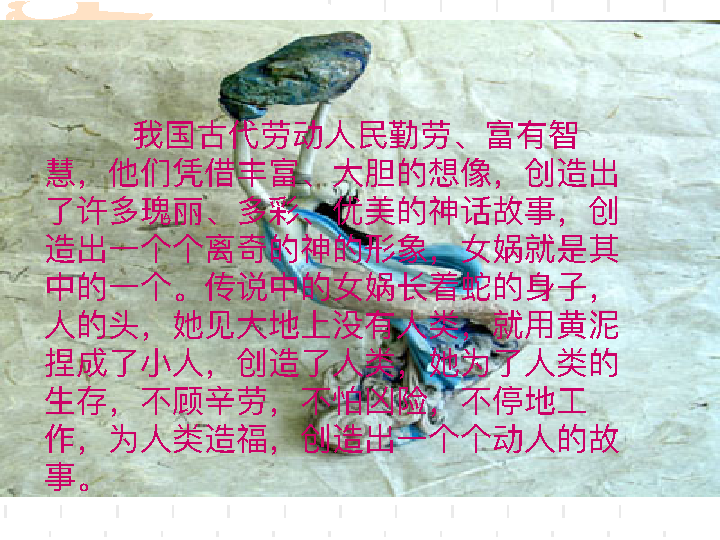 我国古代劳动人民勤劳、富有智
慧，他们凭借丰富、大胆的想像，创造出
了许多瑰丽、多彩、优美的神话故事，创
造出一个个离奇的神的形象，女娲就是其
中的一个。传说中的女娲长着蛇的身子，
人的头，她见大地上没有人类，就用黄泥
捏成了小人，创造了人类，她为了人类的
生存，不顾辛劳，不怕凶险，不停地工
作，为人类造福，创造出一个个动人的故
事。